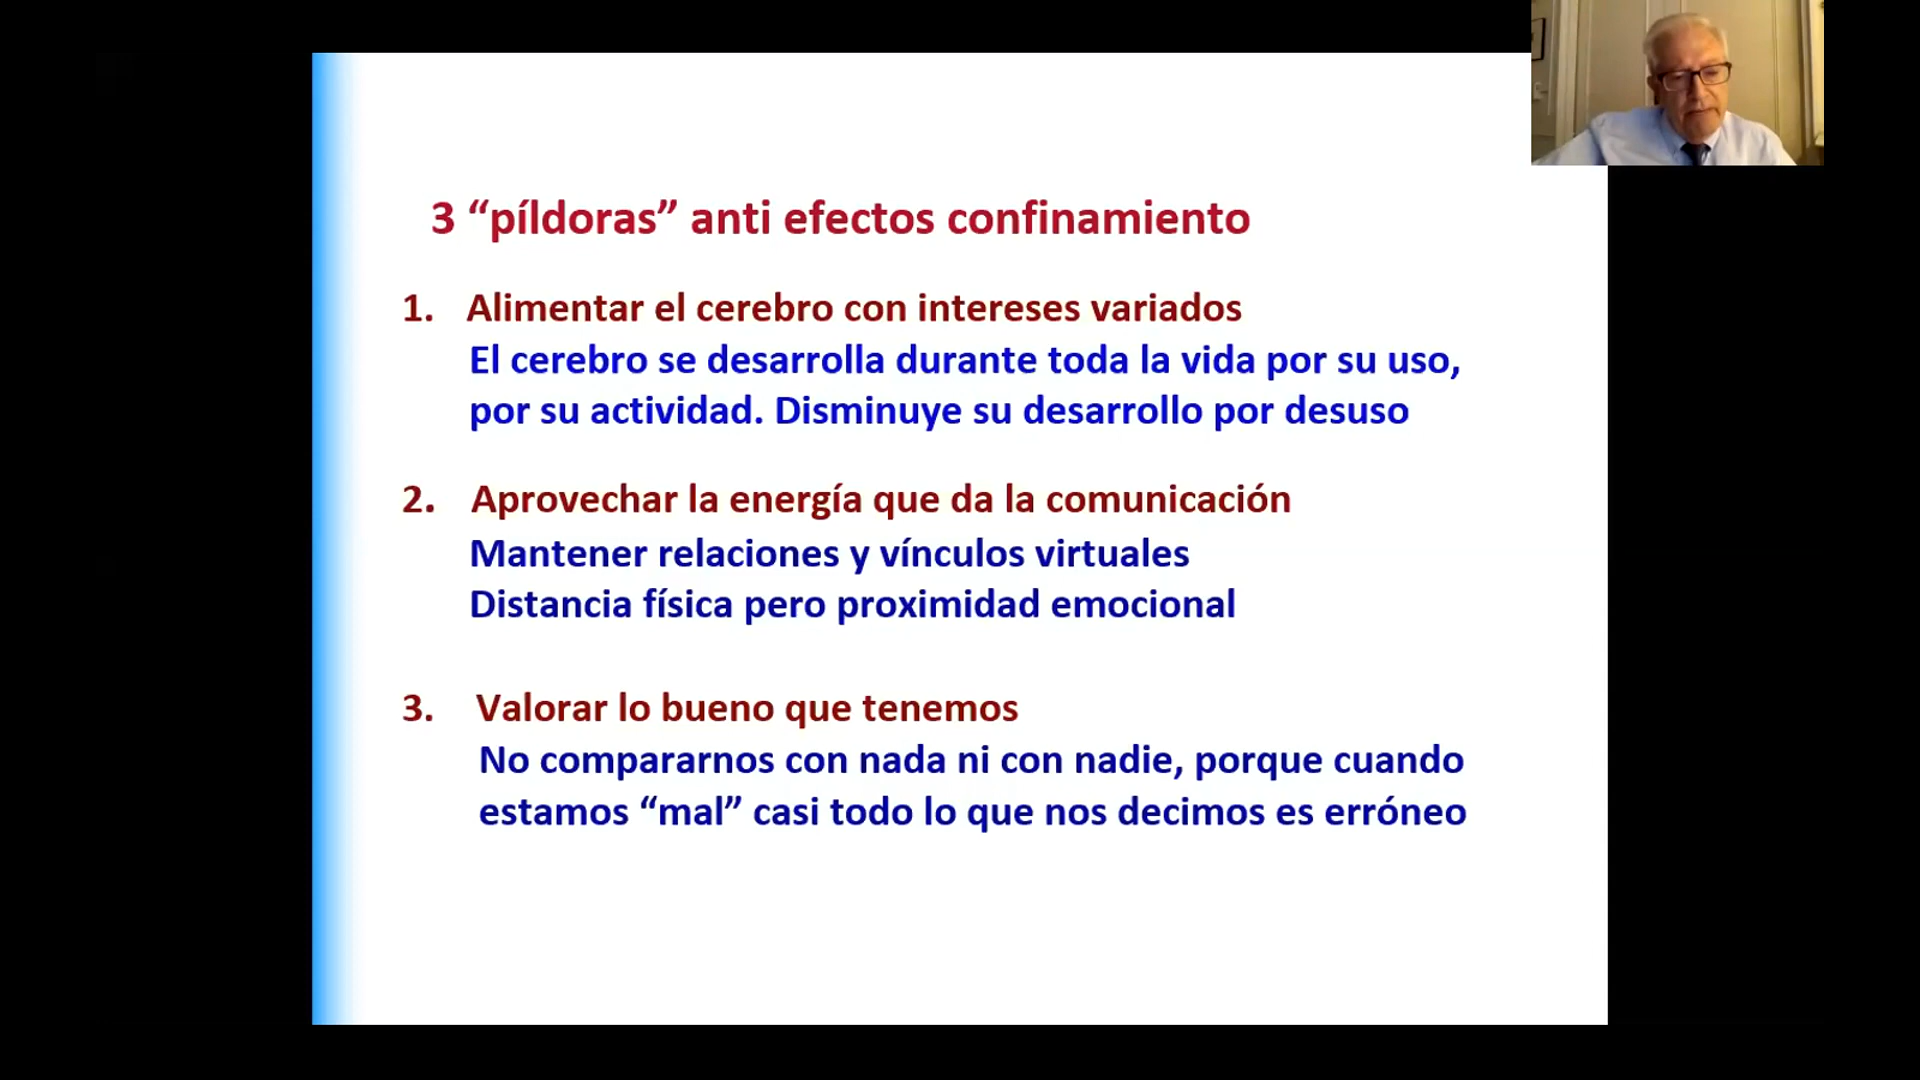 3 “píldoras” anti efectos confinamiento
1. Alimentar el cerebro con intereses variados
El cerebro se desarrolla durante toda la vida por su uso,
por su actividad. Disminuye su desarrollo por desuso
2. Aprovechar la energía que da la comunicación
Mantener relaciones y vínculos virtuales
Distancia física pero proximidad emocional
3. Valorar lo bueno que tenemos
No compararnos con nada ni con nadie, porque cuando
estamos “mal” casi todo lo que nos decimos es erróneo